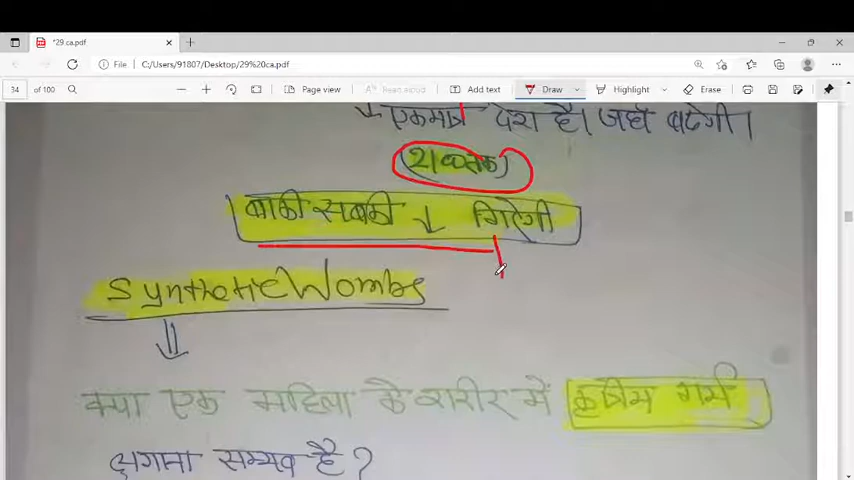 *29 ca.pdf
File
C:/Users/91807/Desktop/29%20ca.pdf
34 of 100 Page view Read aloud Add text Draw Highlight Erase
↓ एकमात्र देश है। जहाँ बढेगी।
(21
बाकी सबकी ↓ गिरेगी
Synthetic Wombs
क्या एक महिला के शरीर में कृत्रीम गर्भ
लगाना सम्भव है?